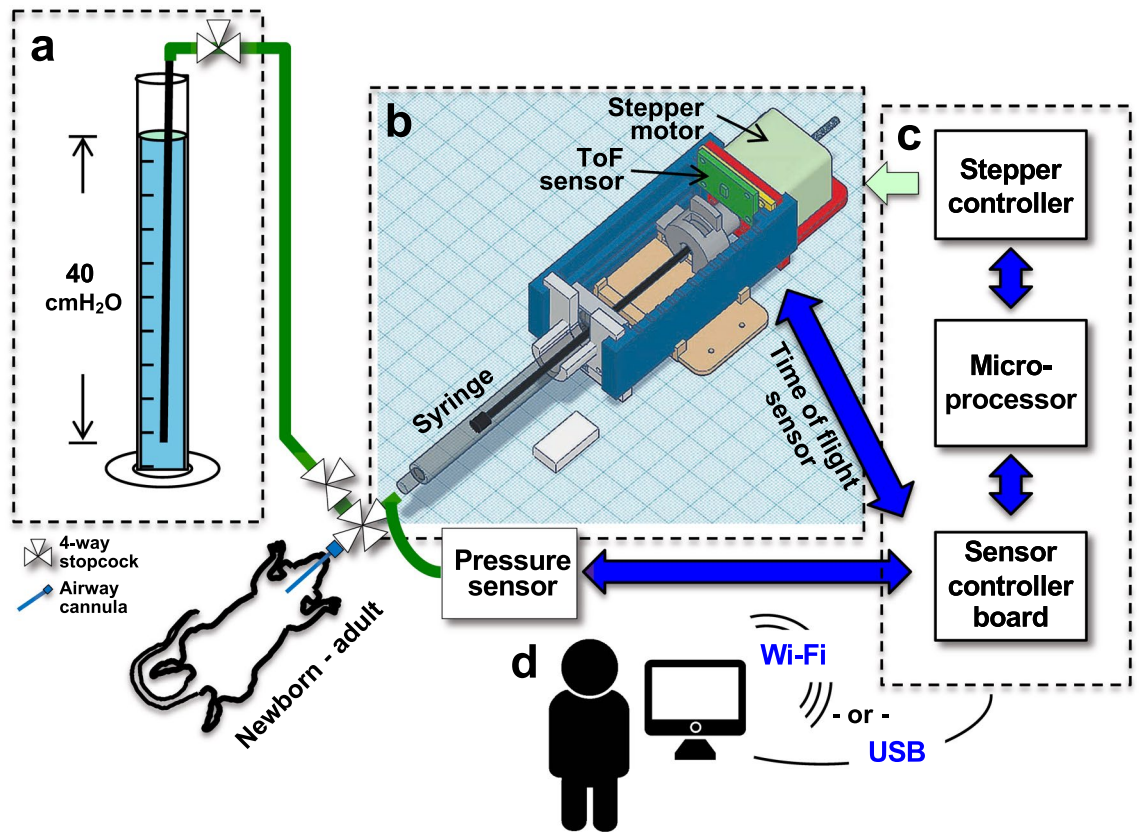 a
40
cmH₂O
4-way
stopcock
Airway
cannula
Newborn - adult
b
Stepper
motor
ToF
sensor
Syringe
Time of flight
sensor
Pressure
sensor
c
Stepper
controller
Micro-
processor
Sensor
controller
board
d
Wi-Fi
- or -
USB